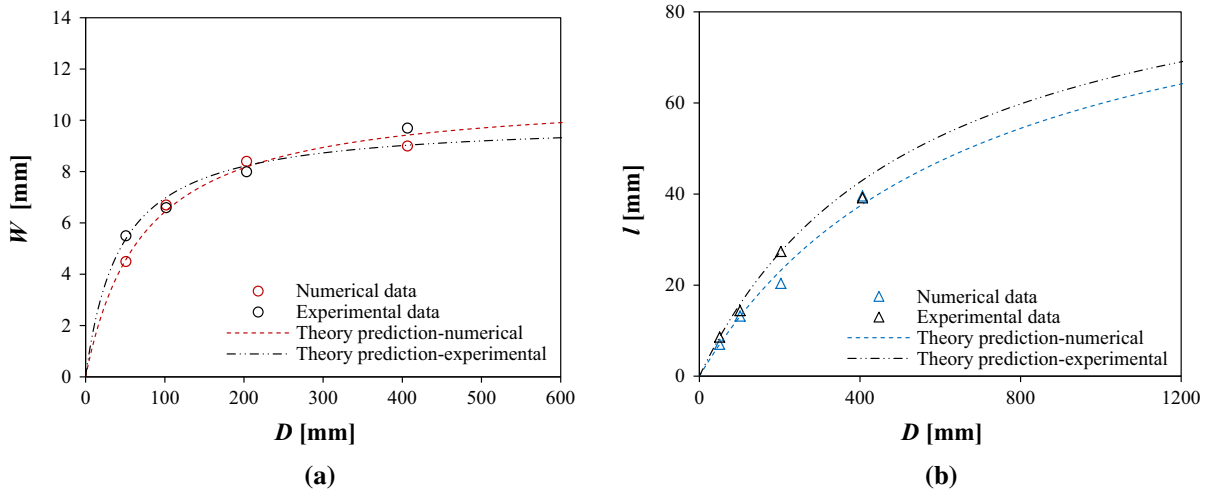 14
12
10
8
6
4
2
0
W [mm]
Numerical data
Experimental data
Theory prediction-numerical
Theory prediction-experimental
0 100 200 300 400 500 600
D [mm]
(a)
80
60
40
20
0
l [mm]
Numerical data
Experimental data
Theory prediction-numerical
Theory prediction-experimental
0 400 800 1200
D [mm]
(b)